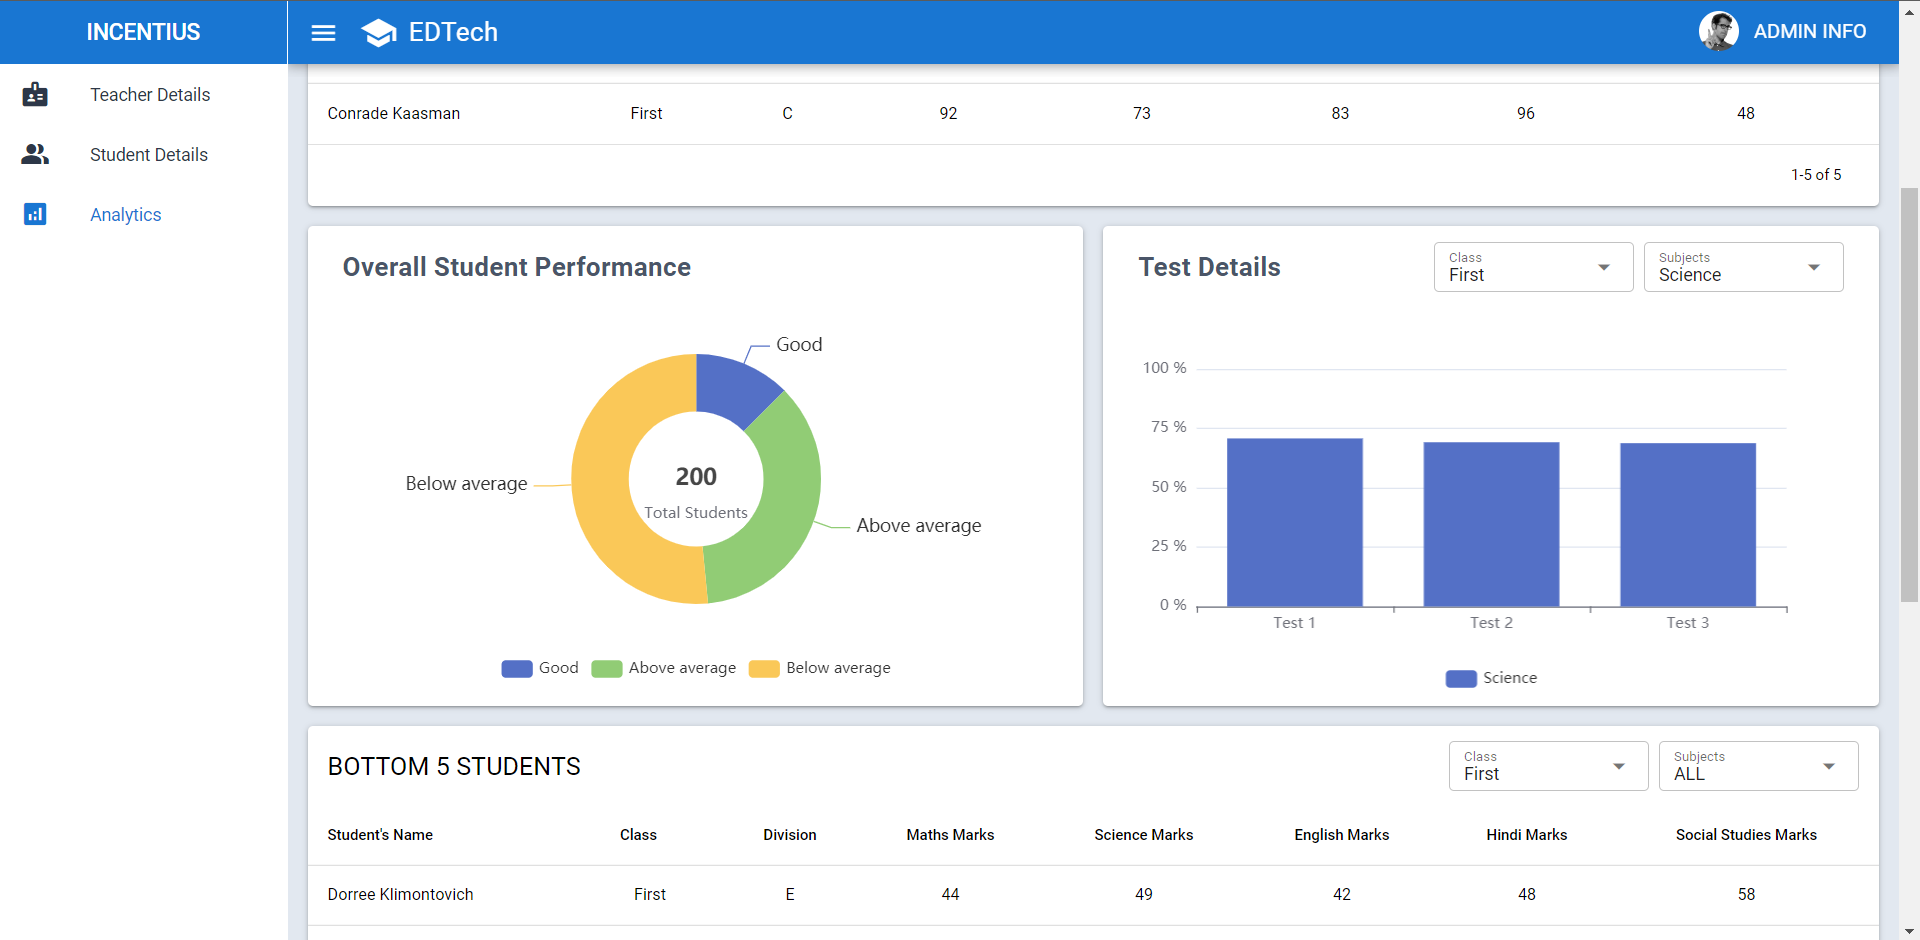 INCENTIUS
EDTech
ADMIN INFO
Teacher Details
Student Details
Analytics
Conrade Kaasman First C 92 73 83 96 48
1-5 of 5
Overall Student Performance
Good
Below average
200
Total Students
Above average
Good Above average Below average
Test Details
Class
First
Subjects
Science
100 %
75 %
50 %
25 %
0 %
Test 1 Test 2 Test 3
Science
BOTTOM 5 STUDENTS
Class
First
Subjects
ALL
Student's Name Class Division Maths Marks Science Marks English Marks Hindi Marks Social Studies Marks
Dorree Klimontovich First E 44 49 42 48 58